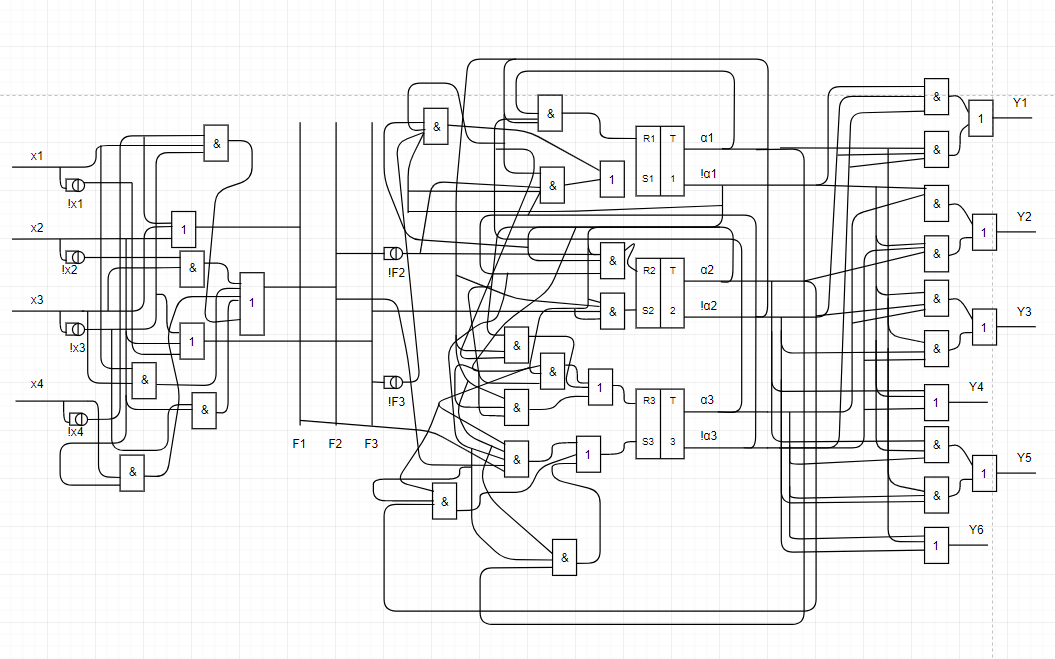 x1
!x1
x2
!x2
x3
!x3
x4
!x4
&
1
&
1
&
&
&
1
F1 F2 F3
!F2
!F3
&
&
&
1
R1 T
S1 1
α1
!α1
&
&
R2 T
S2 2
α2
!α2
&
&
&
1
R3 T
S3 3
α3
!α3
&
1
&
&
&
&
1
Y1
&
&
1
Y2
&
&
1
Y3
1
Y4
&
&
1
Y5
1
Y6